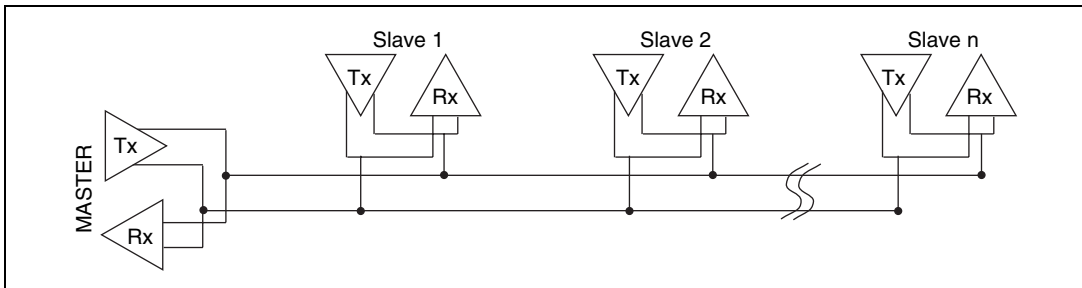 Slave 1
Slave 2
Slave n
Tx
Rx
Tx
Rx
Tx
Rx
MASTER
Tx
Rx